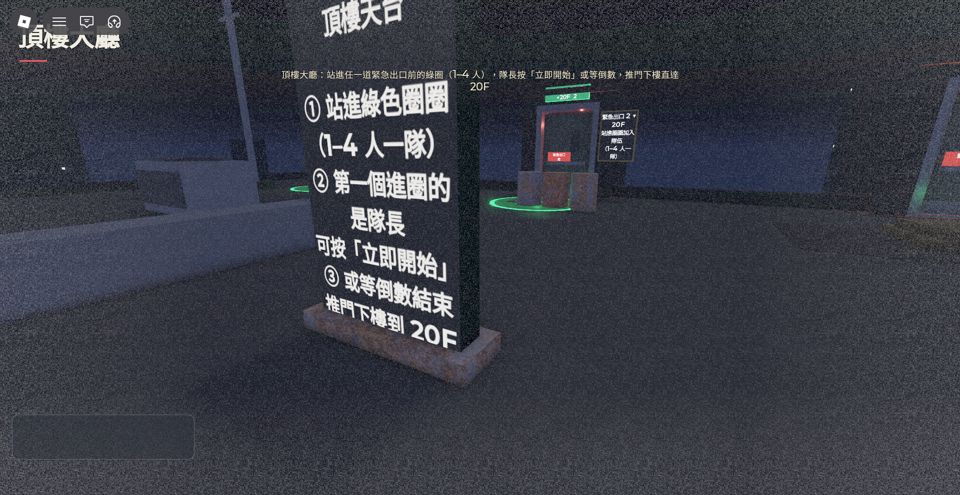 頂樓大廳
頂樓天台
頂樓大廳：站進任一道緊急出口前的綠圈（1–4 人），隊長按「立即開始」或等倒數，推門下樓直達
20F
① 站進綠色圈圈
（1–4 人一隊）
② 第一個進圈的
是隊長
可按「立即開始」
③ 或等倒數結束
推門下樓到 20F
緊急出口 2
20F
站進圈圈加入
隊伍
（1–4 人一
隊）